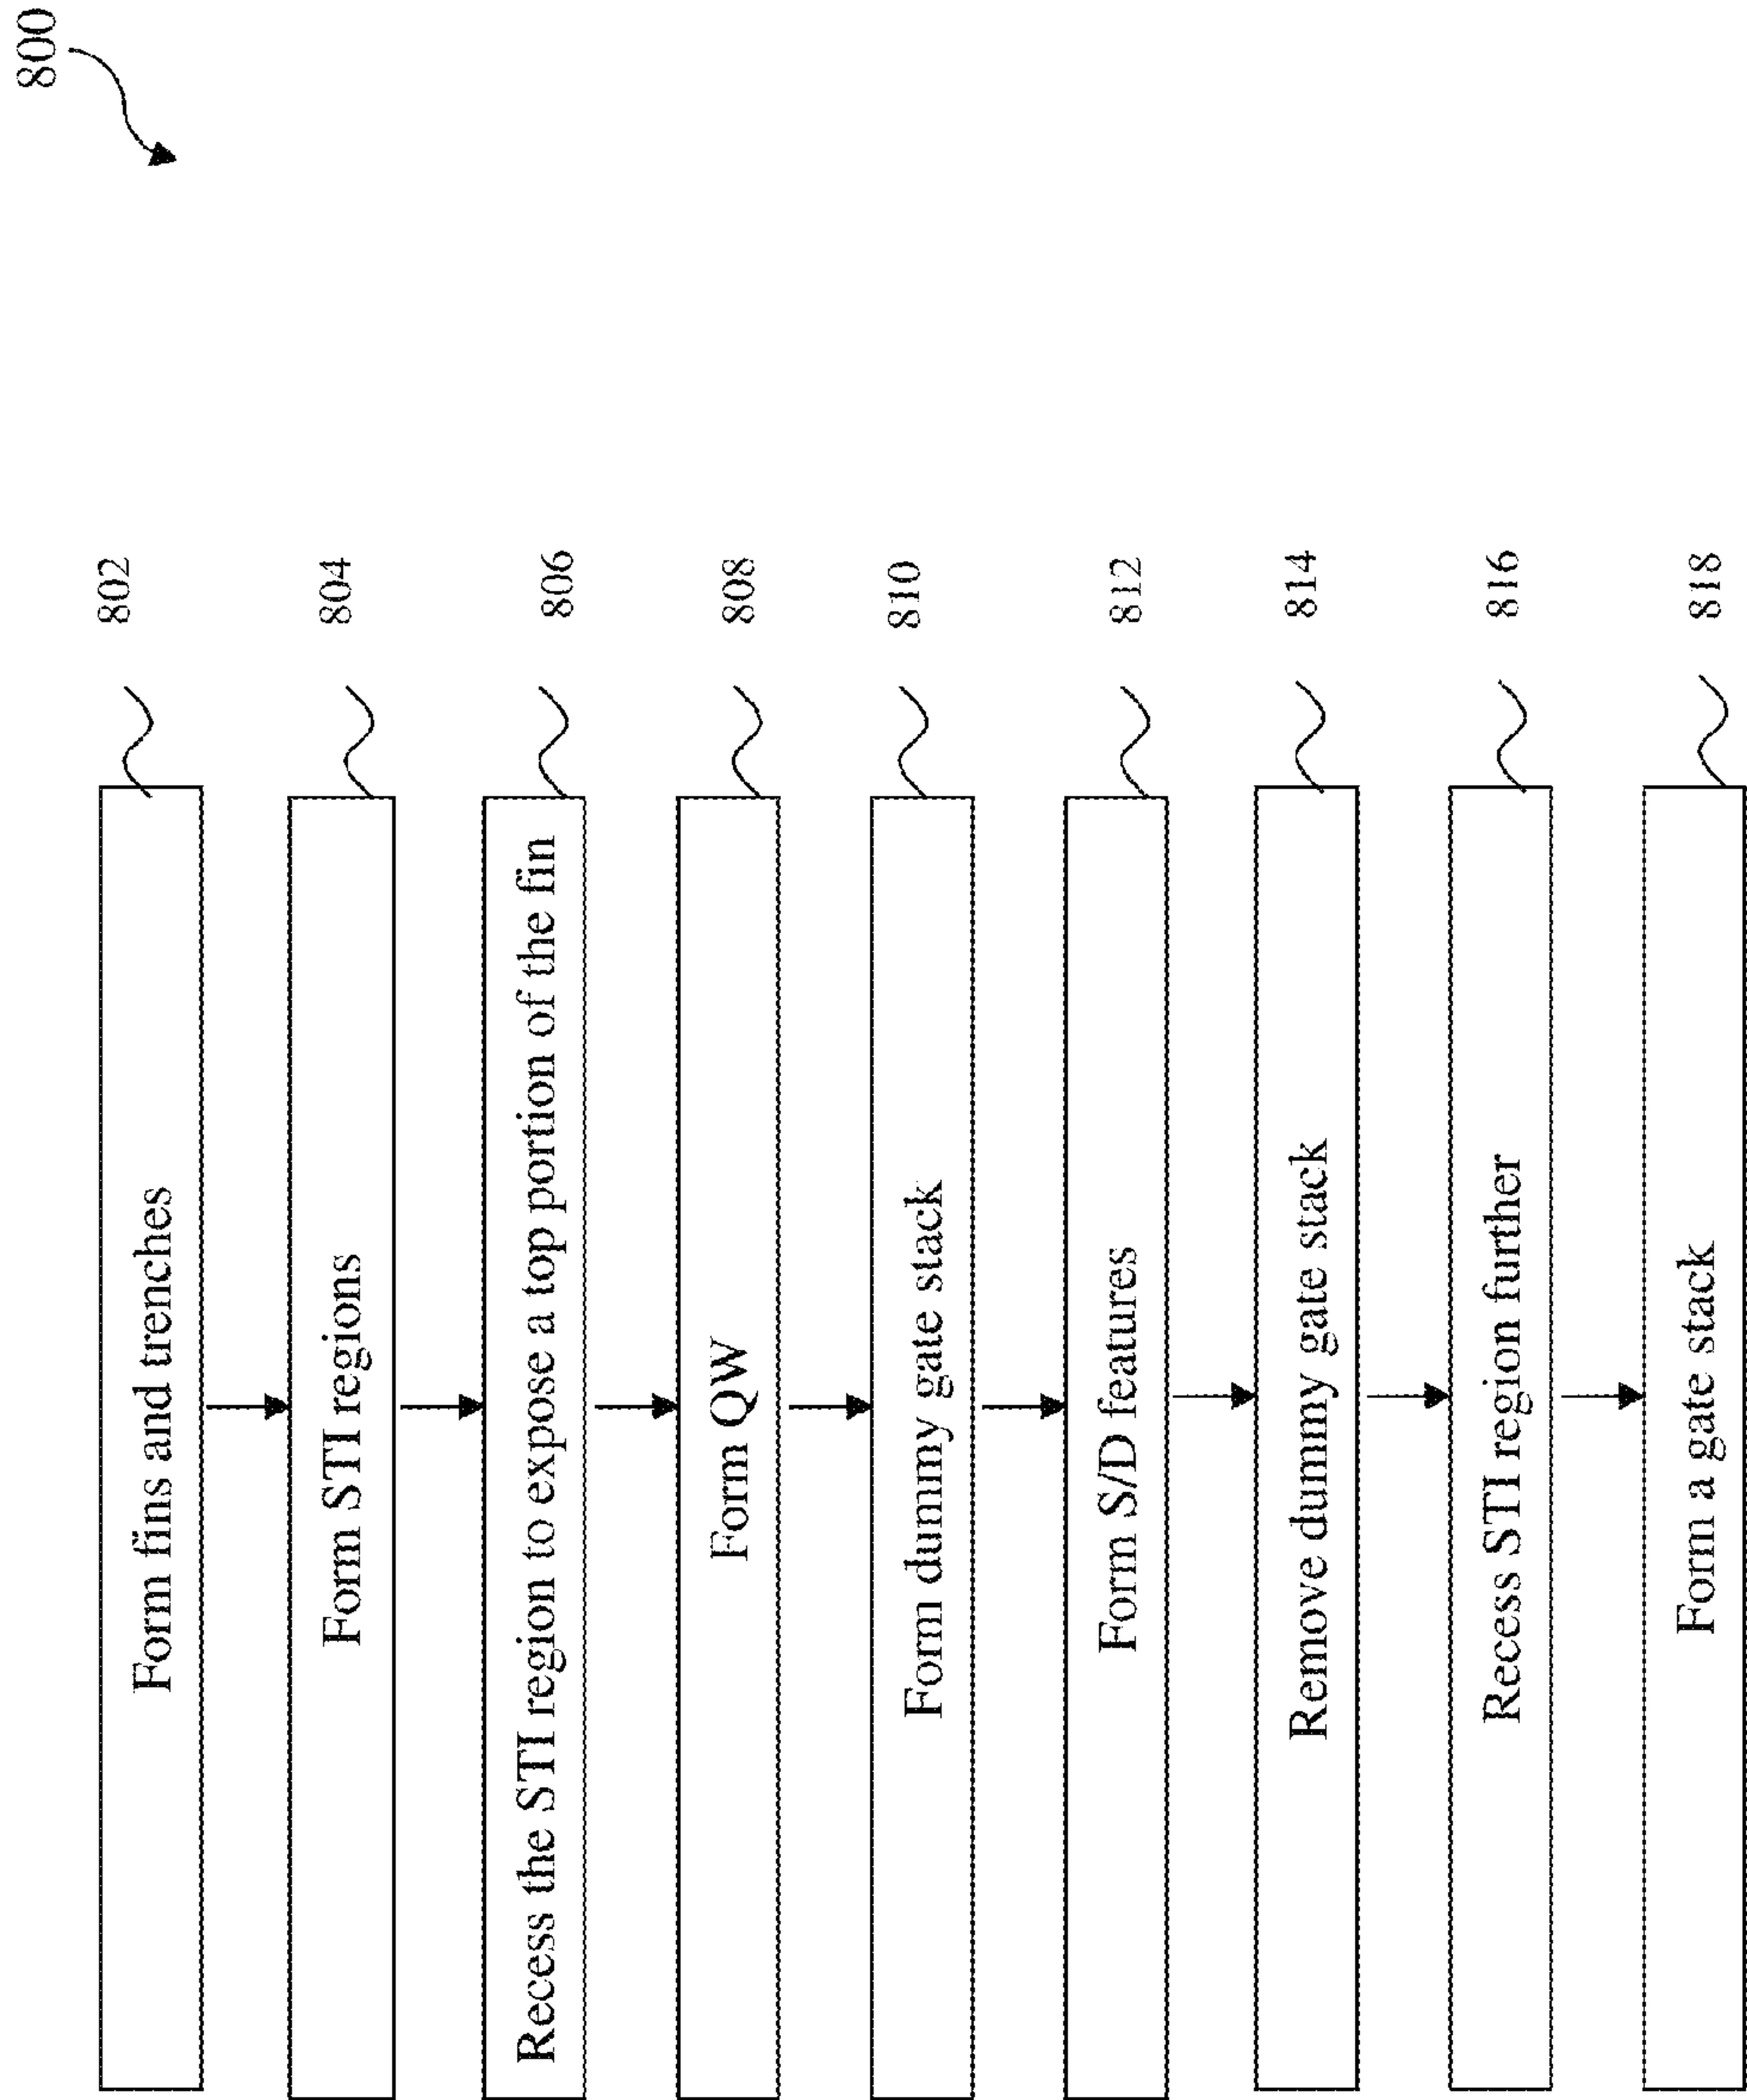 800
Form fins and trenches
802
Form STI regions
804
Recess the STI region to expose a top portion of the fin
806
Form QW
808
Form dummy gate stack
810
Form S/D features
812
Remove dummy gate stack
814
Recess STI region further
816
Form a gate stack
818